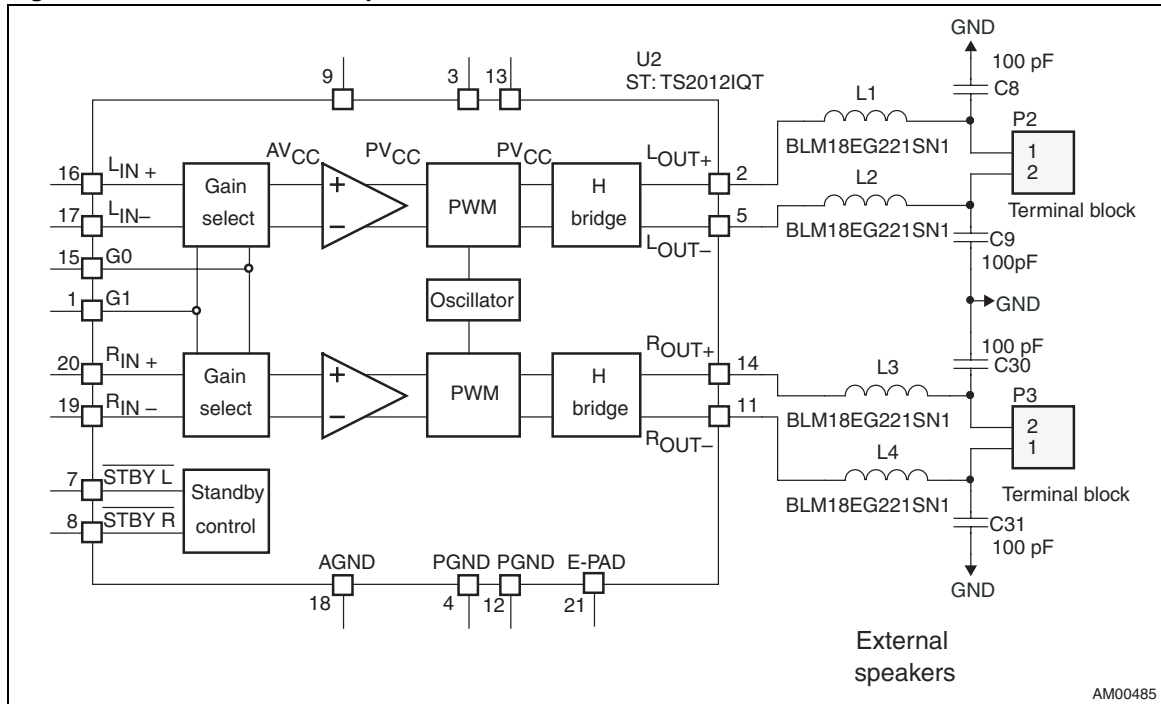 GND
U2
ST: TS2012IQT
100 pF
C8
9
3
13
L1
P2
BLM18EG221SN1
1
2
Terminal block
AVCC
PVCC
PVCC
LOUT+
16
LIN +
Gain
select
+
−
PWM
H
bridge
2
L2
17
LIN−
5
BLM18EG221SN1
LOUT−
C9
100pF
15
G0
1
G1
Oscillator
GND
ROUT+
100 pF
C30
20
RIN +
Gain
select
+
−
PWM
H
bridge
14
L3
P3
19
RIN −
11
BLM18EG221SN1
2
1
ROUT−
L4
Terminal block
7
STBY L
Standby
control
BLM18EG221SN1
8
STBY R
C31
100 pF
AGND
PGND
PGND
E-PAD
GND
18
4
12
21
External
speakers
AM00485